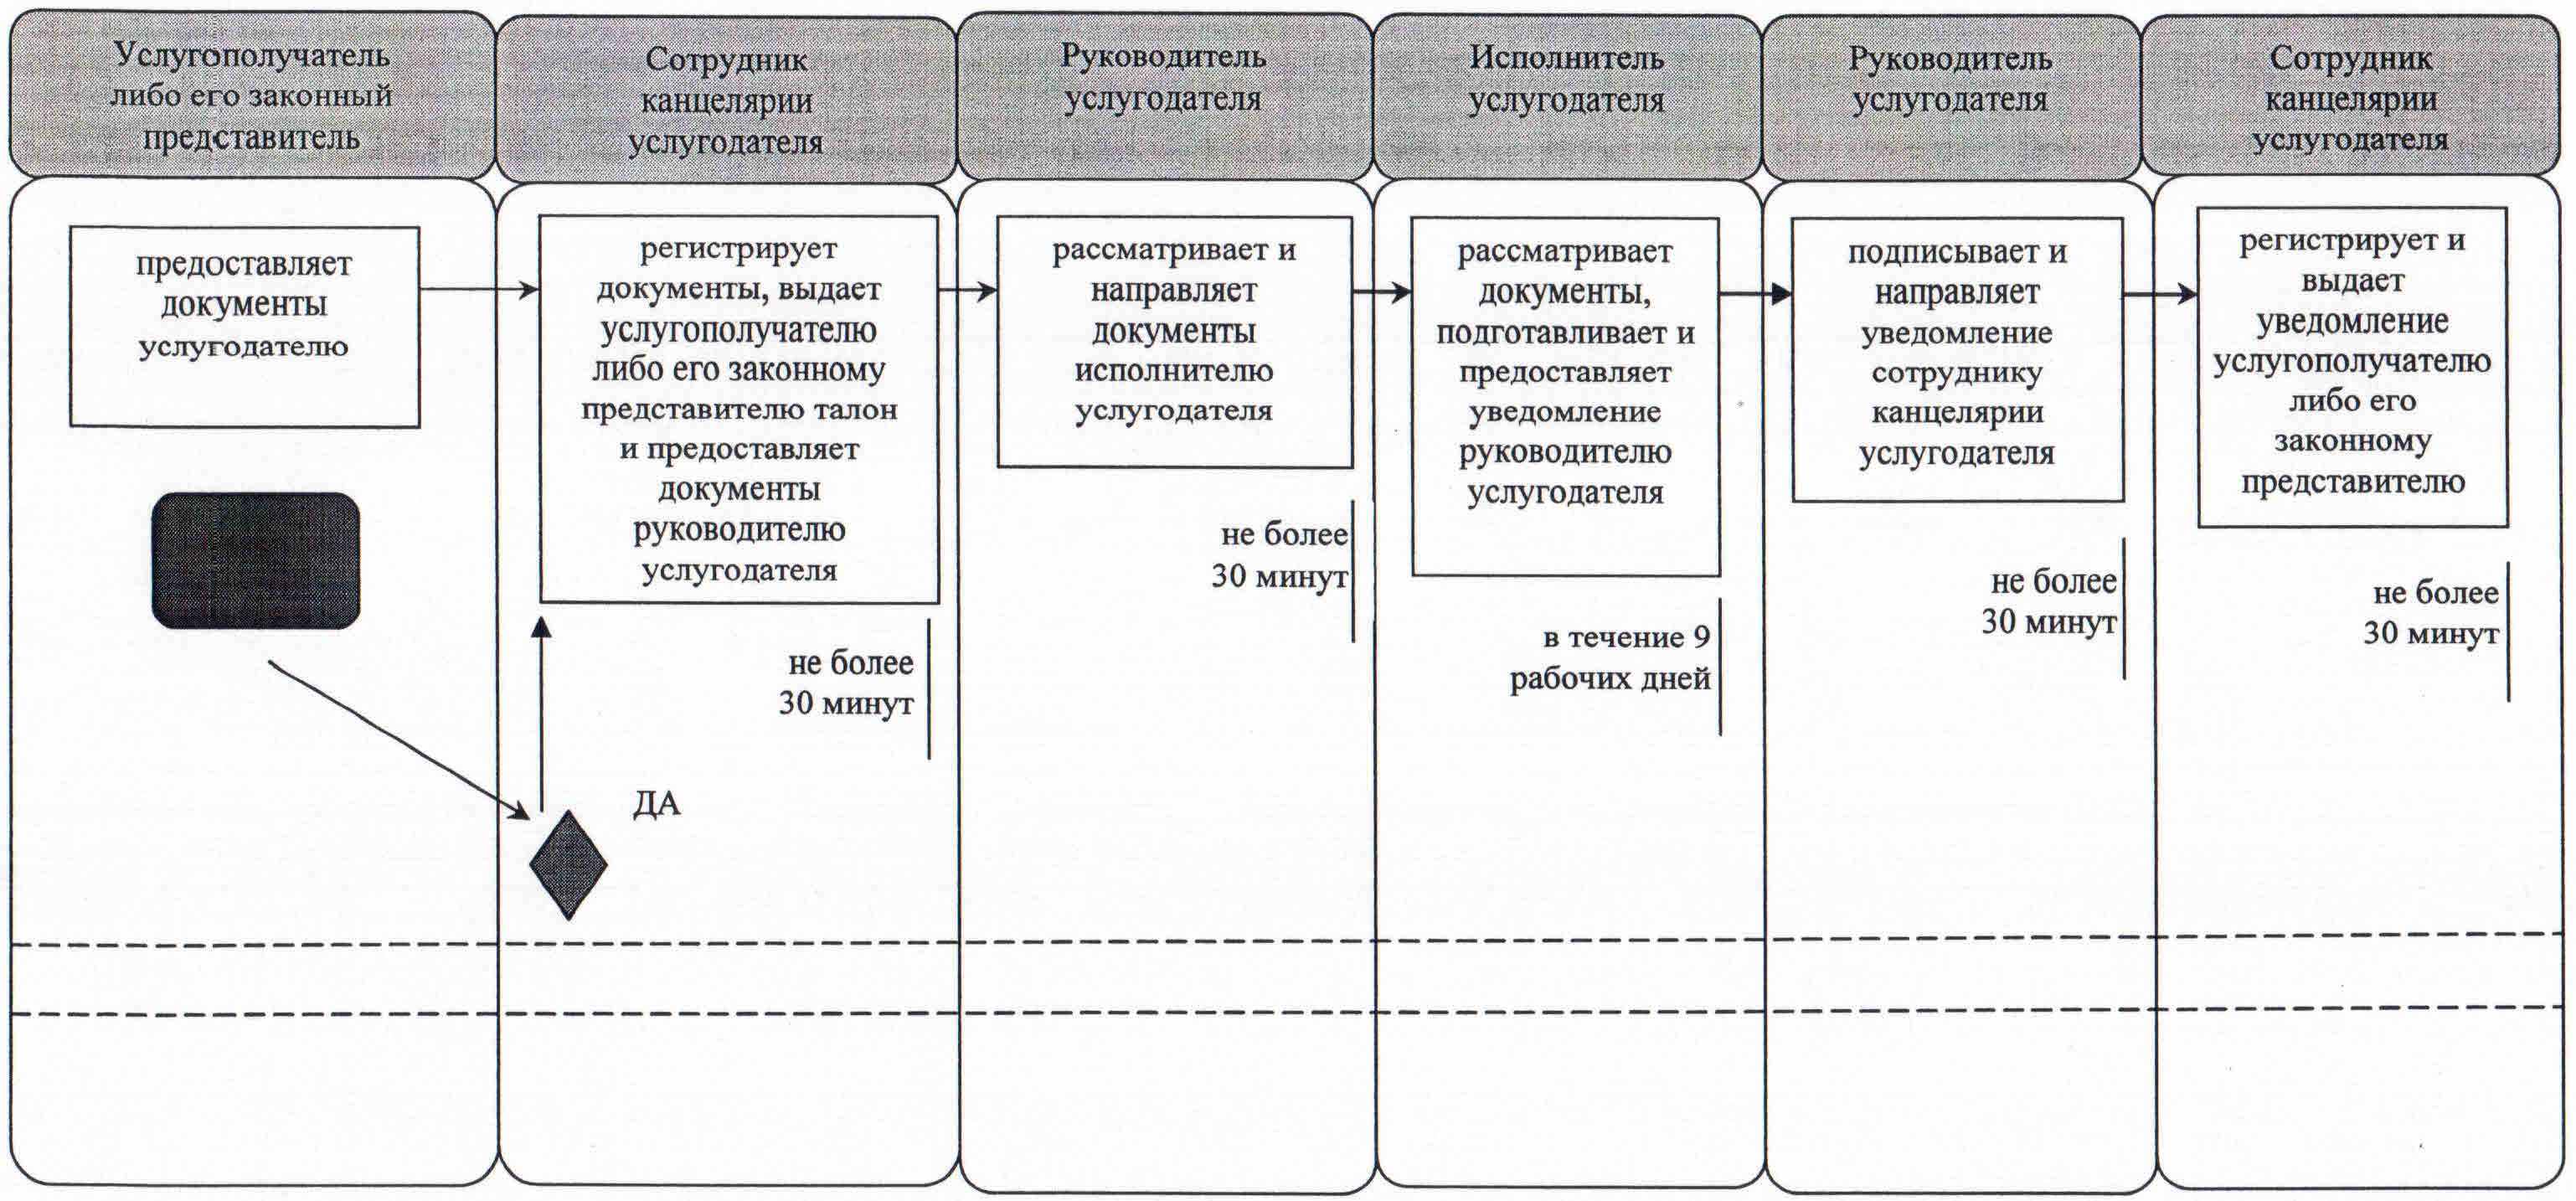 Услугополучатель
либо его законный
представитель
Сотрудник
канцелярии
услугодателя
Руководитель
услугодателя
Исполнитель
услугодателя
Руководитель
услугодателя
Сотрудник
канцелярии
услугодателя
предоставляет
документы
услугодателю
регистрирует
документы, выдает
услугополучателю
либо его законному
представителю талон
и предоставляет
документы
руководителю
услугодателя
не более
30 минут
ДА
рассматривает и
направляет
документы
исполнителю
услугодателя
не более
30 минут
рассматривает
документы,
подготавливает и
предоставляет
уведомление
руководителю
услугодателя
в течение 9
рабочих дней
подписывает и
направляет
уведомление
сотруднику
канцелярии
услугодателя
не более
30 минут
регистрирует и
выдает
уведомление
услугополучателю
либо его
законному
представителю
не более
30 минут